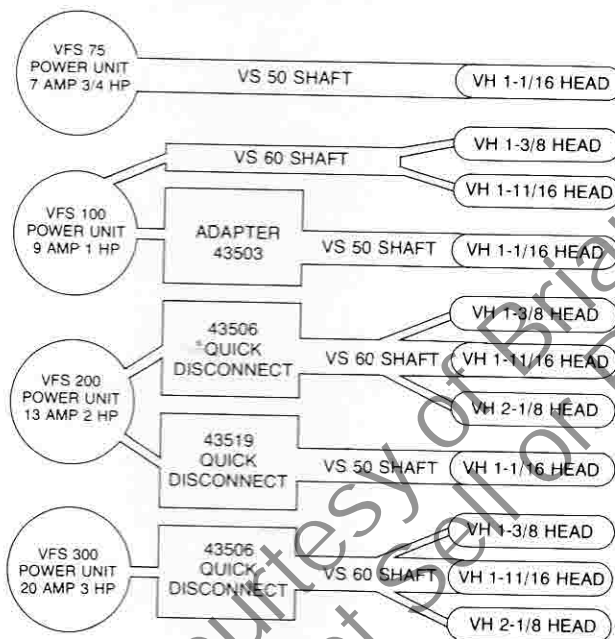 VFS 75
POWER UNIT
7 AMP 3/4 HP
VS 50 SHAFT
VH 1-1/16 HEAD
VFS 100
POWER UNIT
9 AMP 1 HP
VS 60 SHAFT
VH 1-3/8 HEAD
VH 1-11/16 HEAD
ADAPTER
43503
VS 50 SHAFT
VH 1-1/16 HEAD
VFS 200
POWER UNIT
13 AMP 2 HP
43506
QUICK
DISCONNECT
VS 60 SHAFT
VH 1-3/8 HEAD
VH 1-11/16 HEAD
VH 2-1/8 HEAD
43519
QUICK
DISCONNECT
VS 50 SHAFT
VH 1-1/16 HEAD
VFS 300
POWER UNIT
20 AMP 3 HP
43506
QUICK
DISCONNECT
VS 60 SHAFT
VH 1-3/8 HEAD
VH 1-11/16 HEAD
VH 2-1/8 HEAD
courtesy of Brian
Sell or